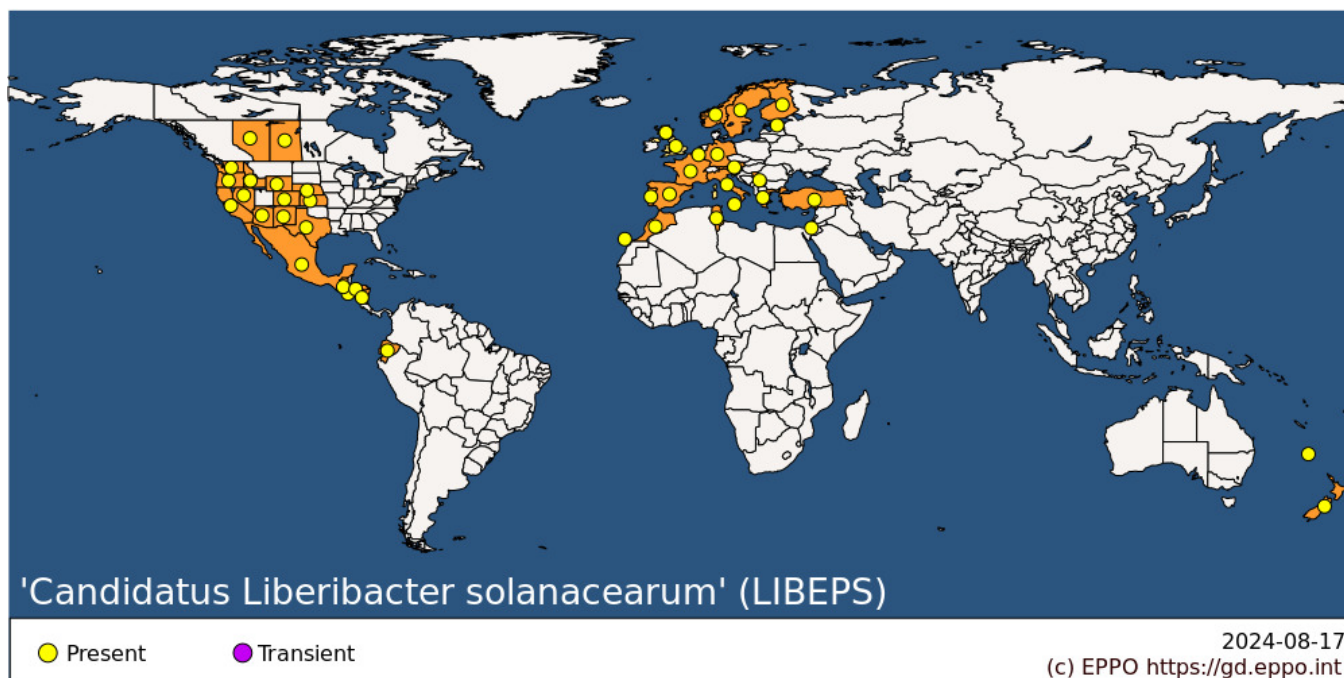 'Candidatus Liberibacter solanacearum' (LIBEPS)
Present
Transient
2024-08-17
(c) EPPO https://gd.eppo.int